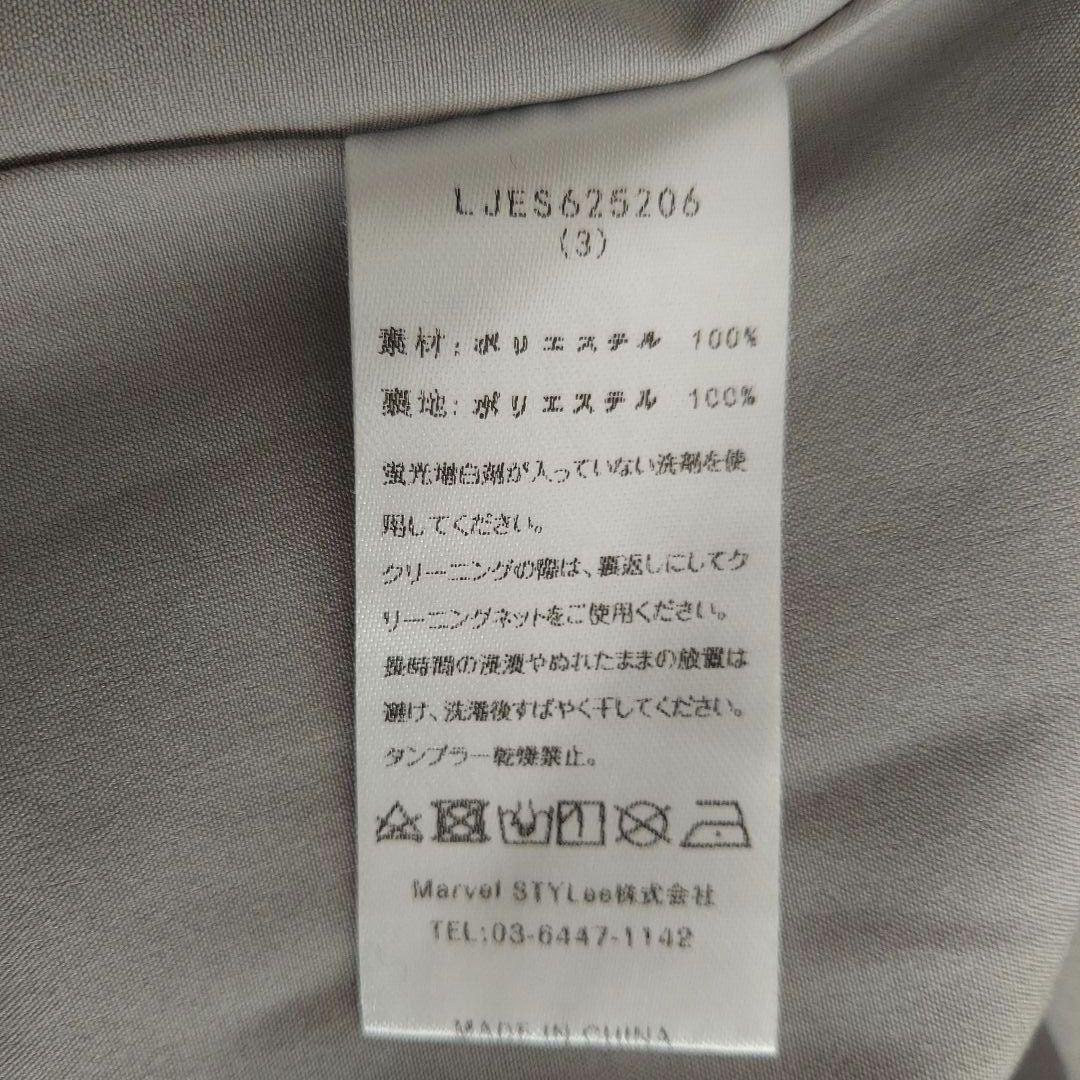 LJES625206
(3)
素材：ポリエステル 100%
裏地：ポリエステル 100%
蛍光増白剤が入っていない洗剤を使
用してください。
クリーニングの際は、裏返しにしてク
リーニングネットをご使用ください。
長時間の浸漬やぬれたままの放置は
避け、洗濯後すばやく干してください。
タンブラー乾燥禁止。
Marvel STYLee株式会社
TEL:03-6447-1142
MADE IN CHINA